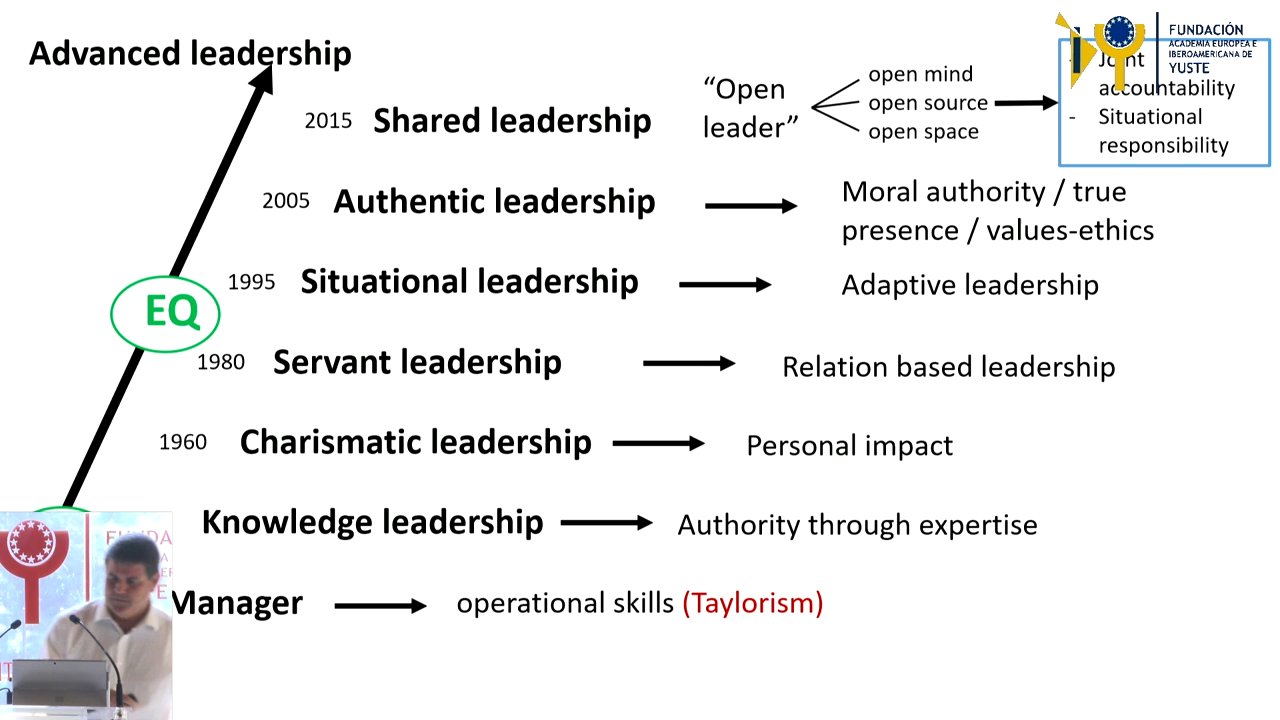 Advanced leadership
FUNDACIÓN
ACADEMIA EUROPEA E
IBEROAMERICANA DE
YUSTE
2015 Shared leadership
“Open
leader”
open mind
open source
open space
- Joint
accountability
- Situational
responsibility
2005 Authentic leadership
Moral authority / true
presence / values-ethics
1995 Situational leadership
Adaptive leadership
EQ
1980 Servant leadership
Relation based leadership
1960 Charismatic leadership
Personal impact
Knowledge leadership
Authority through expertise
Manager
operational skills (Taylorism)
FUNDA